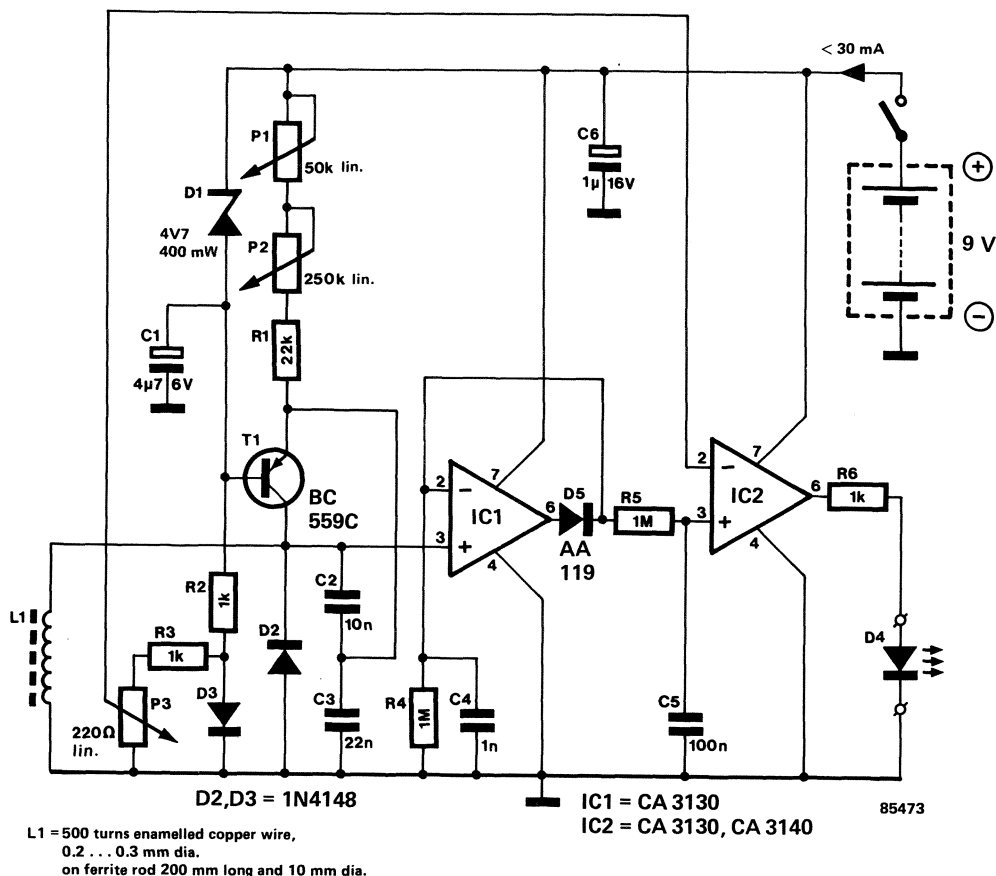 < 30 mA
P1
50k lin.
C6
1µ 16V
+
9 V
−
D1
4V7
400 mW
P2
250k lin.
C1
4µ7 6V
R1
22k
T1
BC
559C
2
−
7
IC1
3
+
4
6
D5
AA
119
R5
1M
2
−
7
IC2
3
+
4
6
R6
1k
L1
R2
1k
R3
1k
P3
220Ω
lin.
D3
D2
C2
10n
C3
22n
R4
1M
C4
1n
C5
100n
D4
D2,D3 = 1N4148
IC1 = CA 3130
IC2 = CA 3130, CA 3140
85473
L1 = 500 turns enamelled copper wire,
0.2 . . . 0.3 mm dia.
on ferrite rod 200 mm long and 10 mm dia.